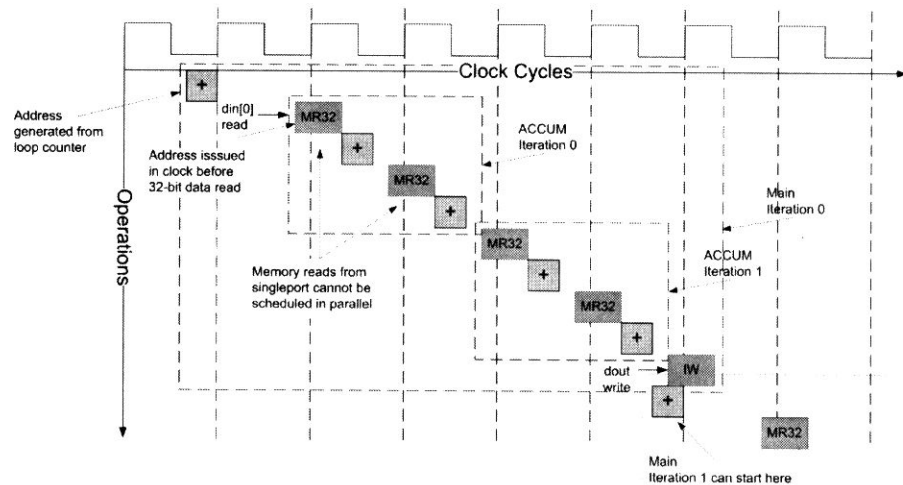 Clock Cycles
+
Address
generated from
loop counter
din[0]
read
MR32
ACCUM
Iteration 0
+
Address isssued
in clock before
32-bit data read
MR32
Operations
+
Main
Iteration 0
MR32
ACCUM
Iteration 1
Memory reads from
singleport cannot be
scheduled in parallel
+
MR32
+
dout
write
IW
+
MR32
Main
Iteration 1 can start here